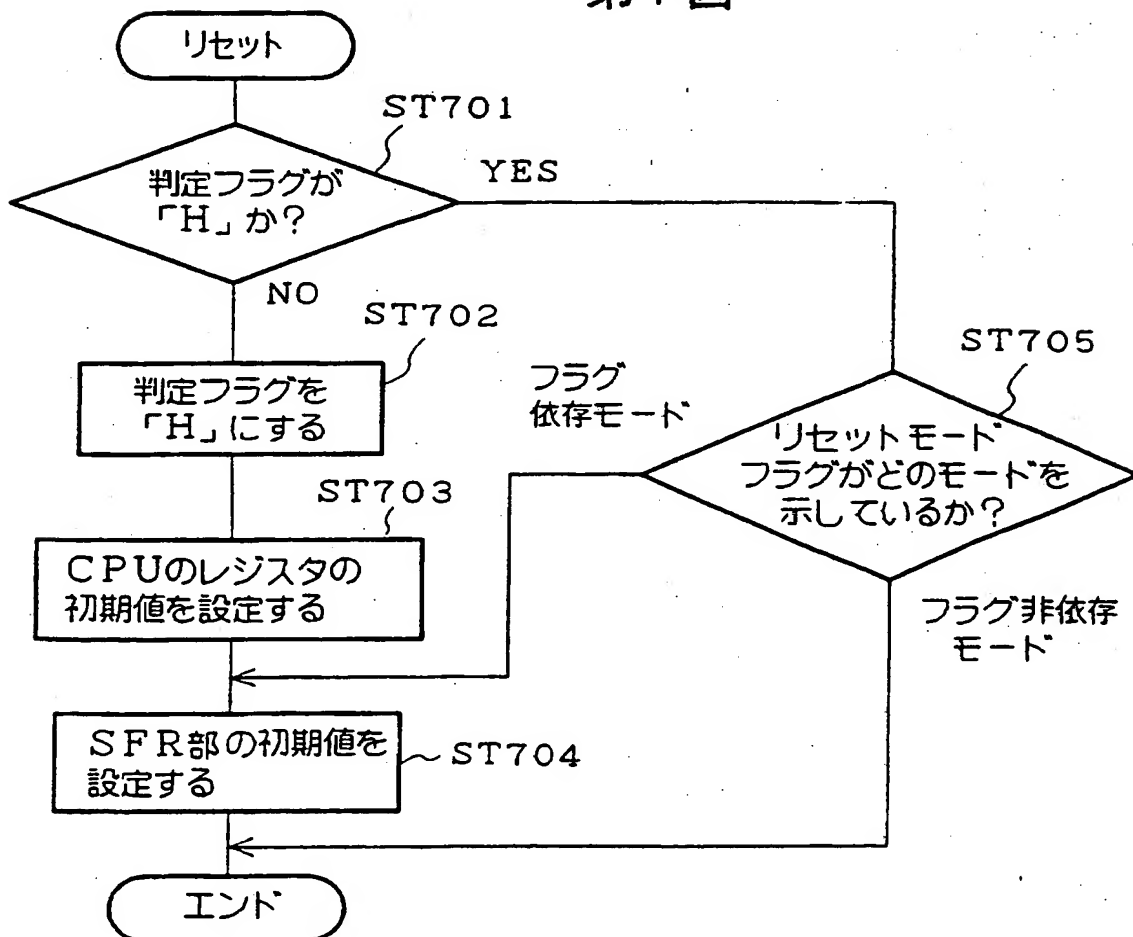 リセット
ST701
判定フラグが
「H」か?
YES
NO
ST702
判定フラグを
「H」にする
ST703
CPUのレジスタの
初期値を設定する
SFR部の初期値を
設定する
ST704
エンド
フラグ
依存モード
ST705
リセットモード
フラグがどのモードを
示しているか?
フラグ非依存
モード